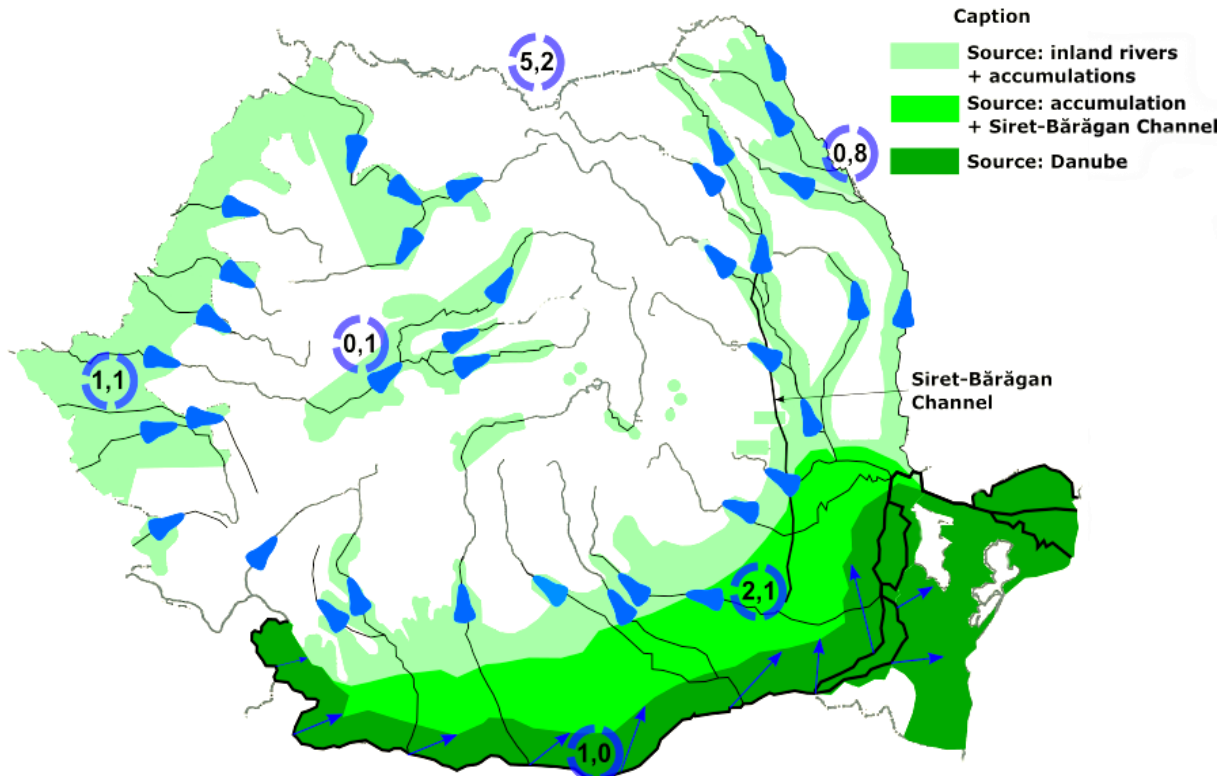 Caption
Source: inland rivers
+ accumulations
Source: accumulation
+ Siret-Bărăgan Channel
Source: Danube
5,2
0,8
0,1
1,1
Siret-Bărăgan
Channel
2,1
1,0